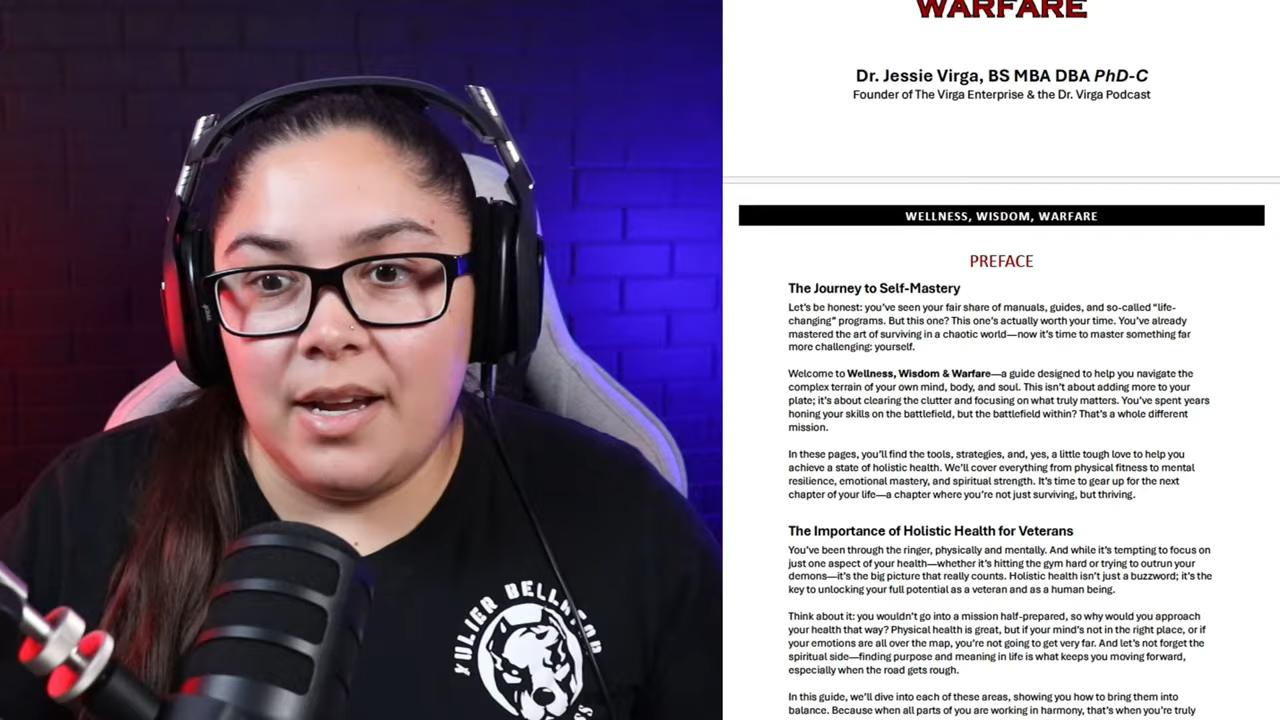 WARFARE
Dr. Jessie Virga, BS MBA DBA PhD-C
Founder of The Virga Enterprise & the Dr. Virga Podcast
WELLNESS, WISDOM, WARFARE
PREFACE
The Journey to Self-Mastery
Let's be honest: you've seen your fair share of manuals, guides, and so-called “life-
changing” programs. But this one? This one's actually worth your time. You've already
mastered the art of surviving in a chaotic world—now it's time to master something far
more challenging: yourself.
Welcome to Wellness, Wisdom & Warfare—a guide designed to help you navigate the
complex terrain of your own mind, body, and soul. This isn't about adding more to your
plate; it's about clearing the clutter and focusing on what truly matters. You've spent years
honing your skills on the battlefield, but the battlefield within? That's a whole different
mission.
In these pages, you'll find the tools, strategies, and, yes, a little tough love to help you
achieve a state of holistic health. We'll cover everything from physical fitness to mental
resilience, emotional mastery, and spiritual strength. It's time to gear up for the next
chapter of your life—a chapter where you're not just surviving, but thriving.
The Importance of Holistic Health for Veterans
You've been through the ringer, physically and mentally. And while it's tempting to focus on
just one aspect of your health—whether it's hitting the gym hard or trying to outrun your
demons—it's the big picture that really counts. Holistic health isn't just a buzzword; it's the
key to unlocking your full potential as a veteran and as a human being.
Think about it: you wouldn't go into a mission half-prepared, so why would you approach
your health that way? Physical health is great, but if your mind's not in the right place, or if
your emotions are all over the map, you're not going to get very far. And let's not forget the
spiritual side—finding purpose and meaning in life is what keeps you moving forward,
especially when the road gets rough.
In this guide, we'll dive into each of these areas, showing you how to bring them into
balance. Because when all parts of you are working in harmony, that's when you're truly